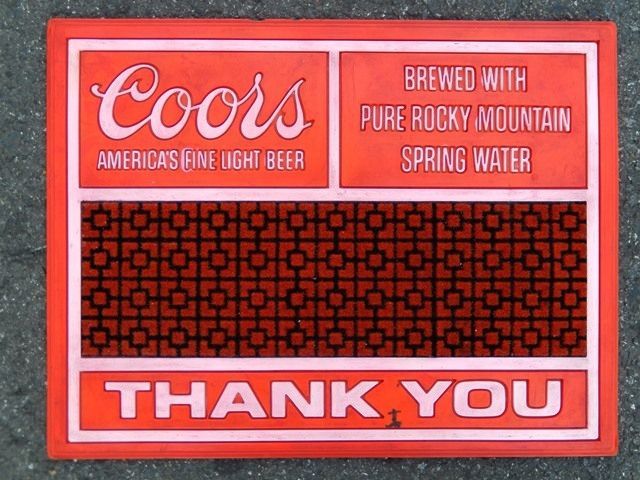 Coors
AMERICA'S FINE LIGHT BEER
BREWED WITH
PURE ROCKY MOUNTAIN
SPRING WATER
THANK YOU